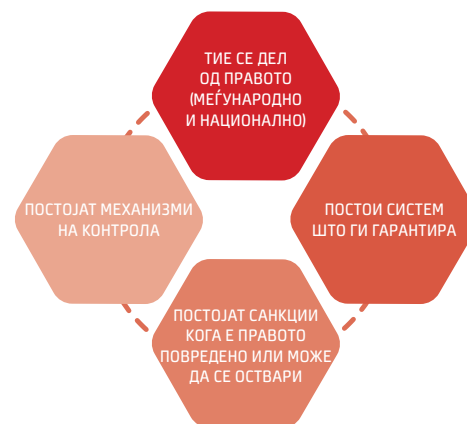 ТИЕ СЕ ДЕЛ
ОД ПРАВОТО
(МЕЃУНАРОДНО
И НАЦИОНАЛНО)
ПОСТОЈАТ МЕХАНИЗМИ
НА КОНТРОЛА
ПОСТОИ СИСТЕМ
ШТО ГИ ГАРАНТИРА
ПОСТОЈАТ САНКЦИИ
КОГА Е ПРАВОТО
ПОВРЕДЕНО ИЛИ МОЖЕ
ДА СЕ ОСТВАРИ